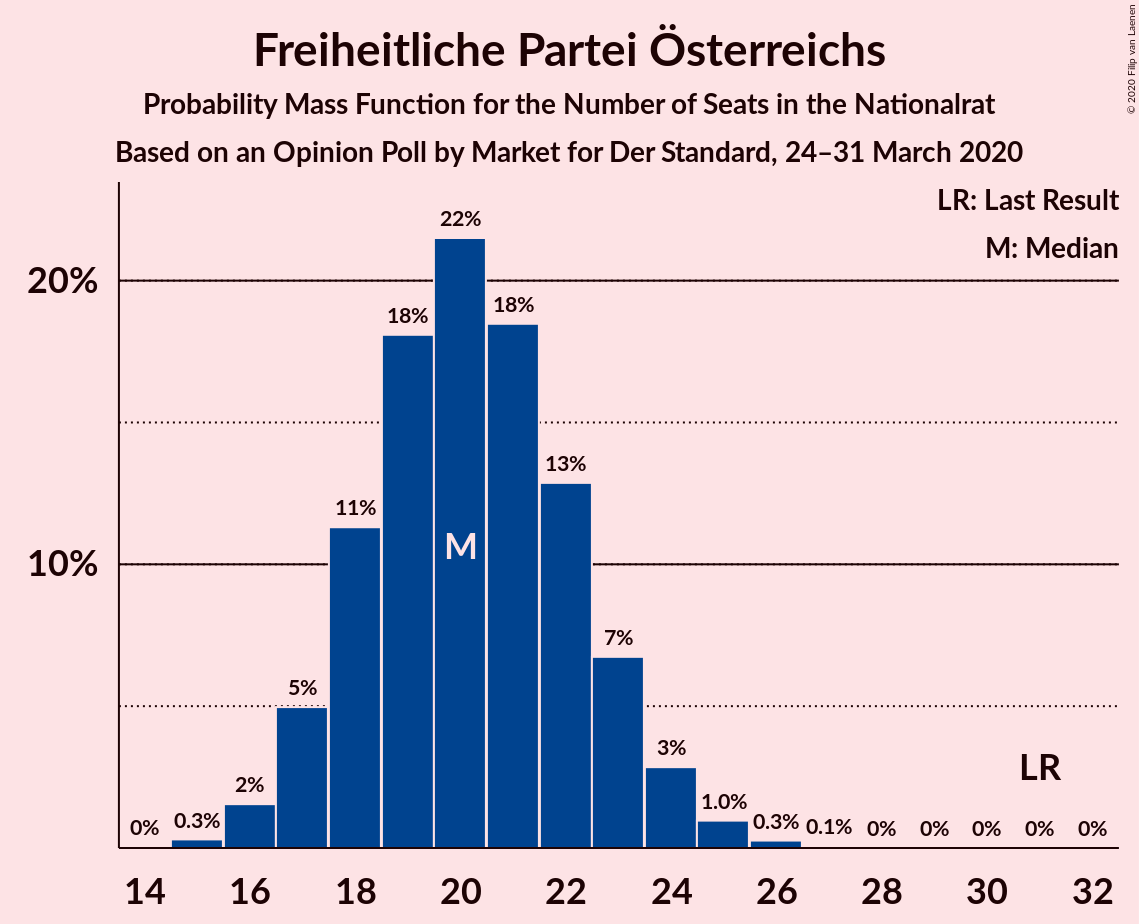 Freiheitliche Partei Österreichs
Probability Mass Function for the Number of Seats in the Nationalrat
Based on an Opinion Poll by Market for Der Standard, 24–31 March 2020
© 2020 Filip van Laenen
LR: Last Result
M: Median
20%
10%
0%
0.3%
2%
5%
11%
18%
22%
18%
13%
7%
3%
1.0%
0.3%
0.1%
0%
0%
0%
0%
0%
M
LR
14 16 18 20 22 24 26 28 30 32